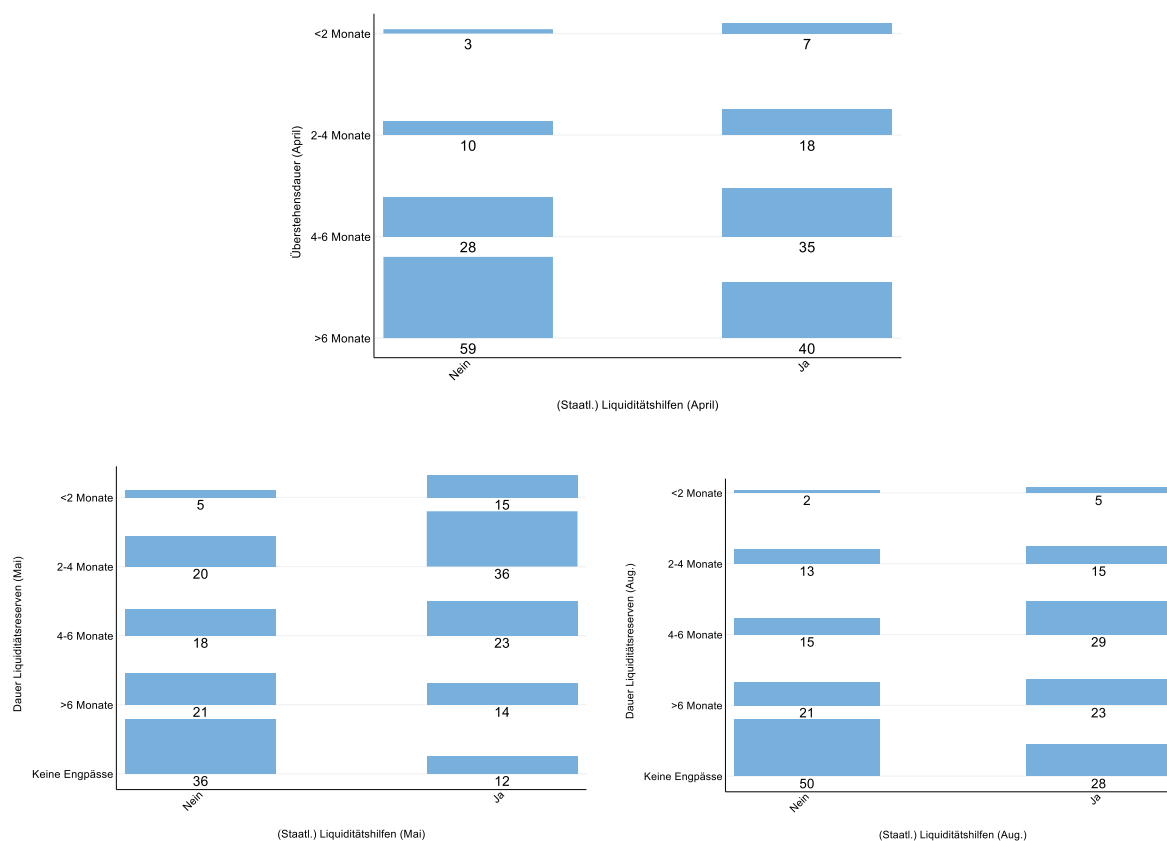 <2 Monate
3
7
2-4 Monate
10
18
Überstehensdauer (April)
4-6 Monate
28
35
>6 Monate
59
40
Nein
Ja
(Staatl.) Liquiditätshilfen (April)
<2 Monate
5
15
2-4 Monate
20
36
Dauer Liquiditätsreserven (Mai)
4-6 Monate
18
23
>6 Monate
21
14
Keine Engpässe
36
12
Nein
Ja
(Staatl.) Liquiditätshilfen (Mai)
<2 Monate
2
5
2-4 Monate
13
15
Dauer Liquiditätsreserven (Aug.)
4-6 Monate
15
29
>6 Monate
21
23
Keine Engpässe
50
28
Nein
Ja
(Staatl.) Liquiditätshilfen (Aug.)